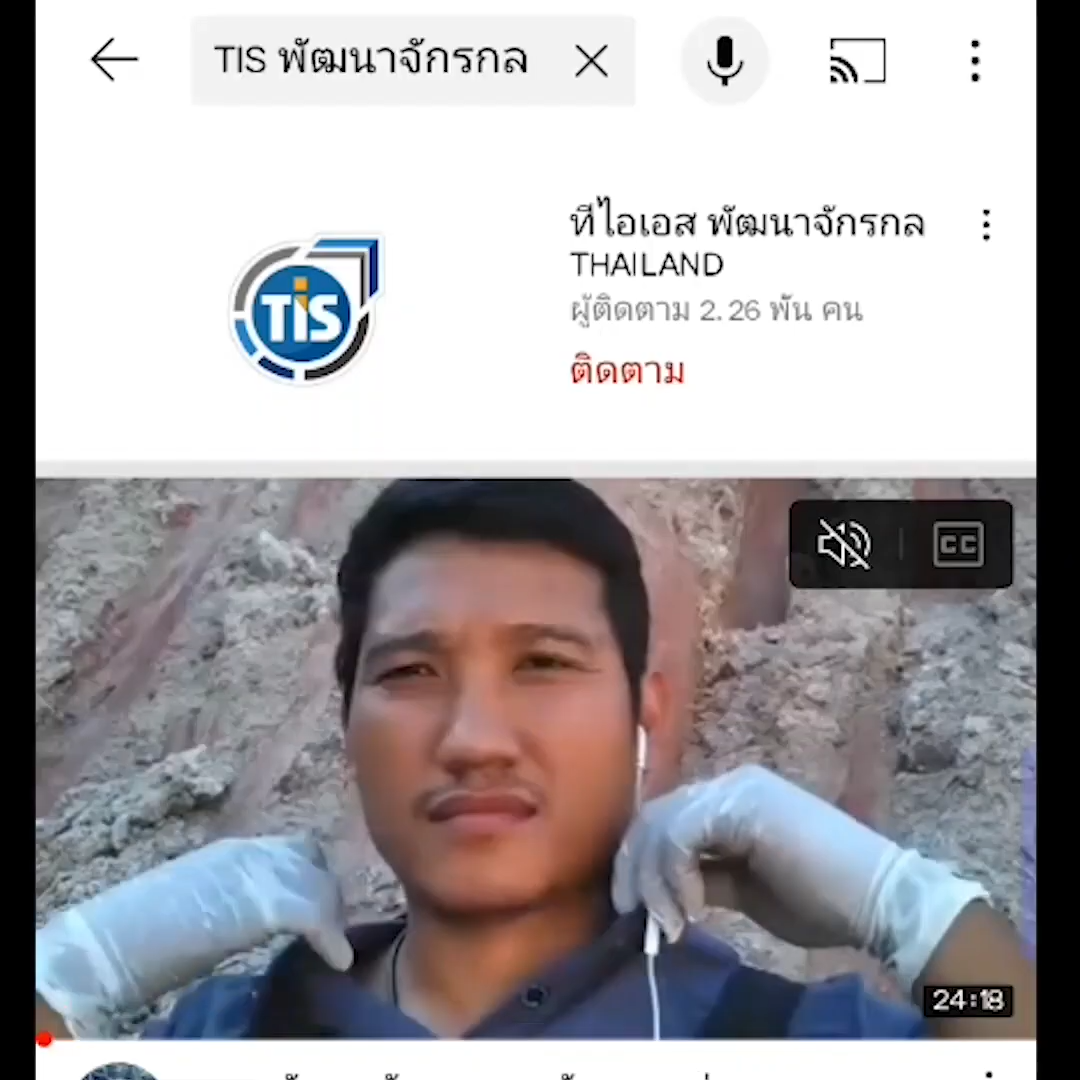 TIS พัฒนาจักรกล
ทีไอเอส พัฒนาจักรกล
THAILAND
ผู้ติดตาม 2.26 พัน คน
ติดตาม
TiS
CC
24:18